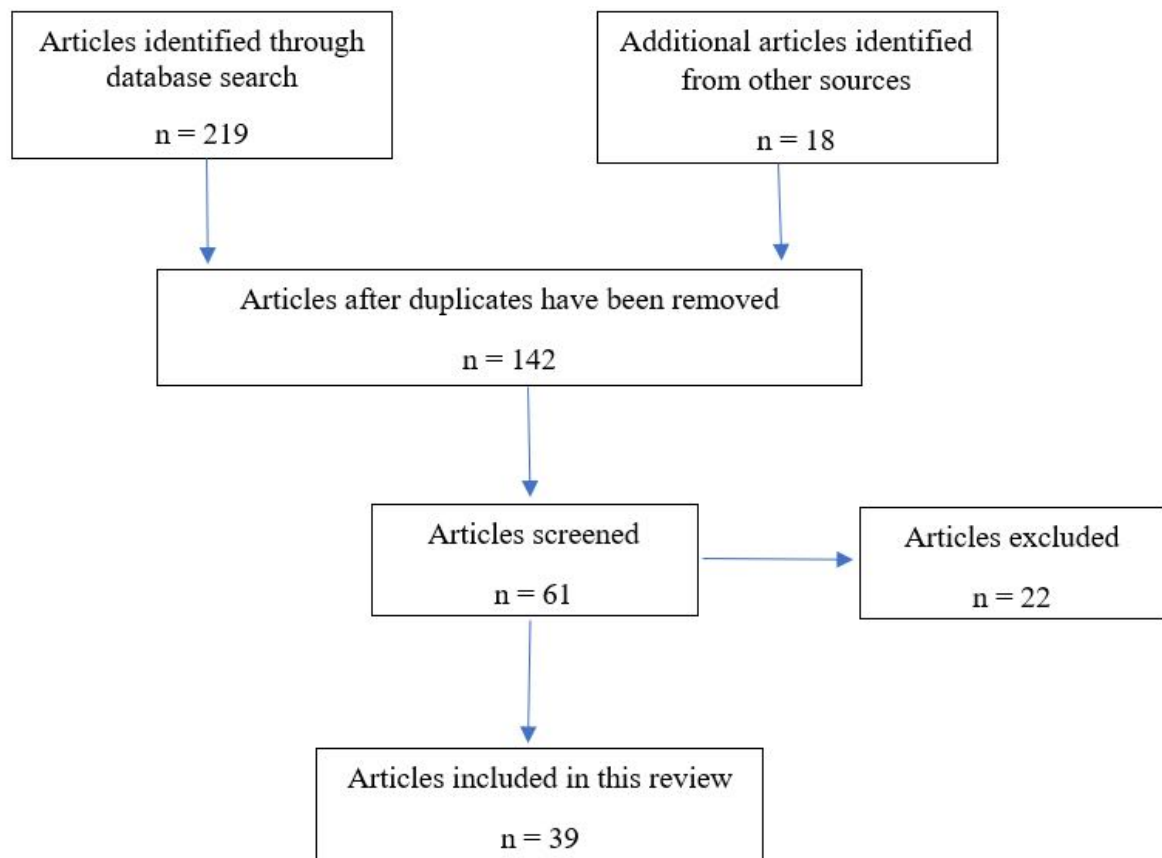 Articles identified through
database search
n = 219
Additional articles identified
from other sources
n = 18
Articles after duplicates have been removed
n = 142
Articles screened
n = 61
Articles excluded
n = 22
Articles included in this review
n = 39